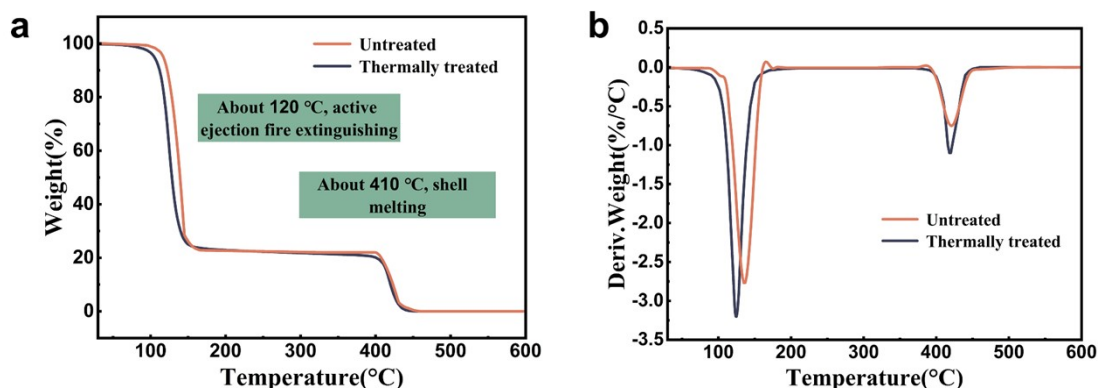 a
Weight(%)
100
80
60
40
20
0
Untreated
Thermally treated
About 120 °C, active
ejection fire extinguishing
About 410 °C, shell
melting
100
200
300
400
500
600
Temperature(°C)
b
Deriv.Weight(%/°C)
0.5
0.0
-0.5
-1.0
-1.5
-2.0
-2.5
-3.0
-3.5
Untreated
Thermally treated
100
200
300
400
500
600
Temperature(°C)